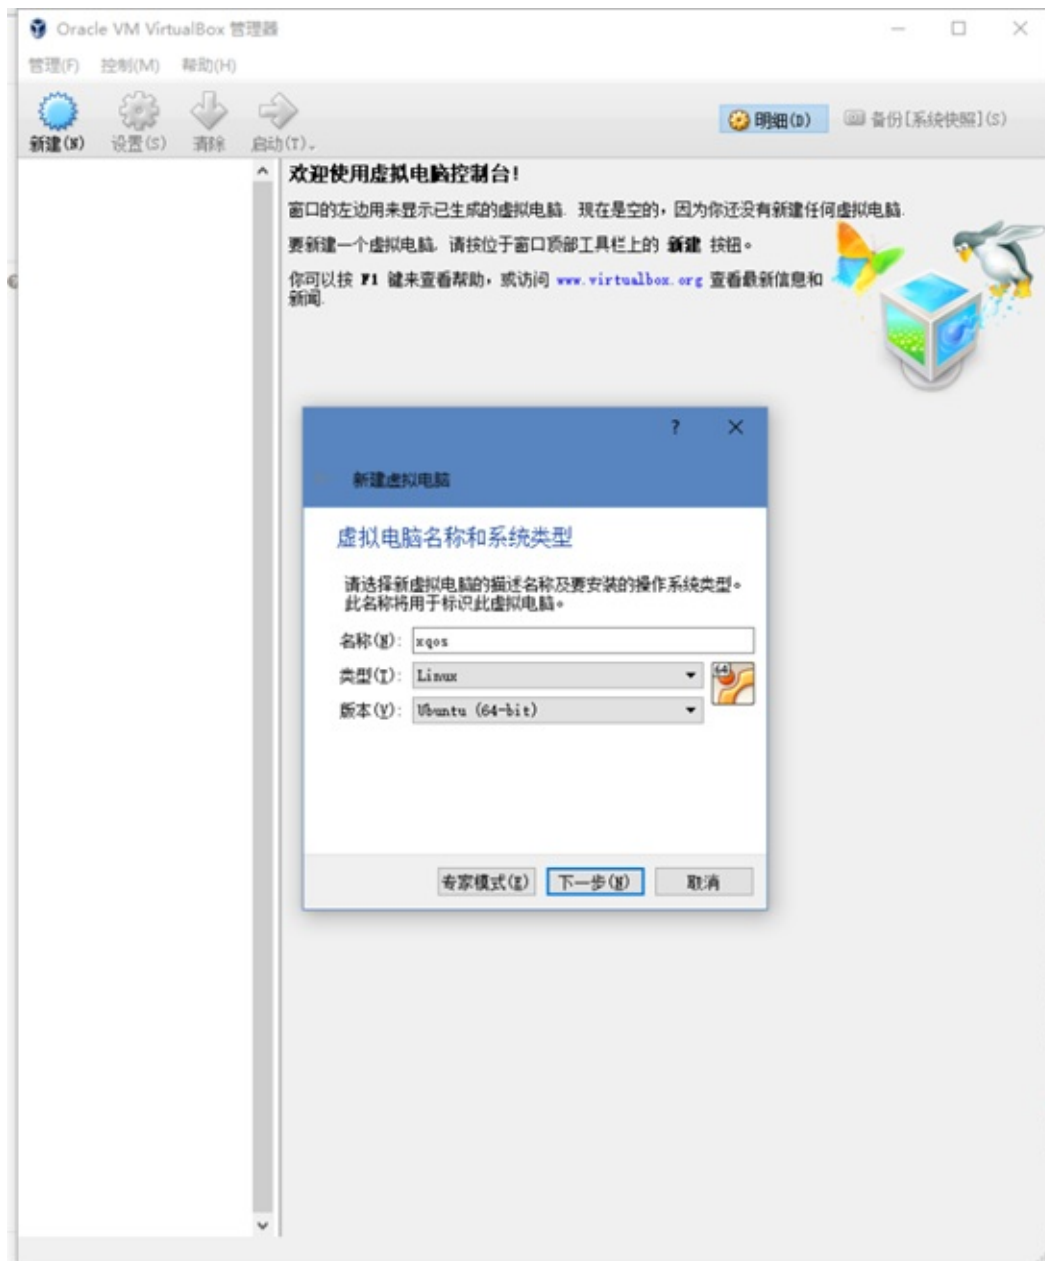 Oracle VM VirtualBox 管理器
管理(F) 控制(M) 帮助(H)
新建(N) 设置(S) 清除 启动(T) 明细(D) 备份[系统快照](S)
欢迎使用虚拟电脑控制台!
窗口的左边用来显示已生成的虚拟电脑. 现在是空的,因为你还没有新建任何虚拟电脑.
要新建一个虚拟电脑, 请按位于窗口顶部工具栏上的 新建 按钮。
你可以按 F1 键来查看帮助,或访问 www.virtualbox.org 查看最新信息和
新闻.
?
新建虚拟电脑
虚拟电脑名称和系统类型
请选择新虚拟电脑的描述名称及要安装的操作系统类型。
此名称将用于标识此虚拟电脑。
名称(N): xqos
类型(T): Linux
64
版本(V): Ubuntu (64-bit)
专家模式(E) 下一步(N) 取消